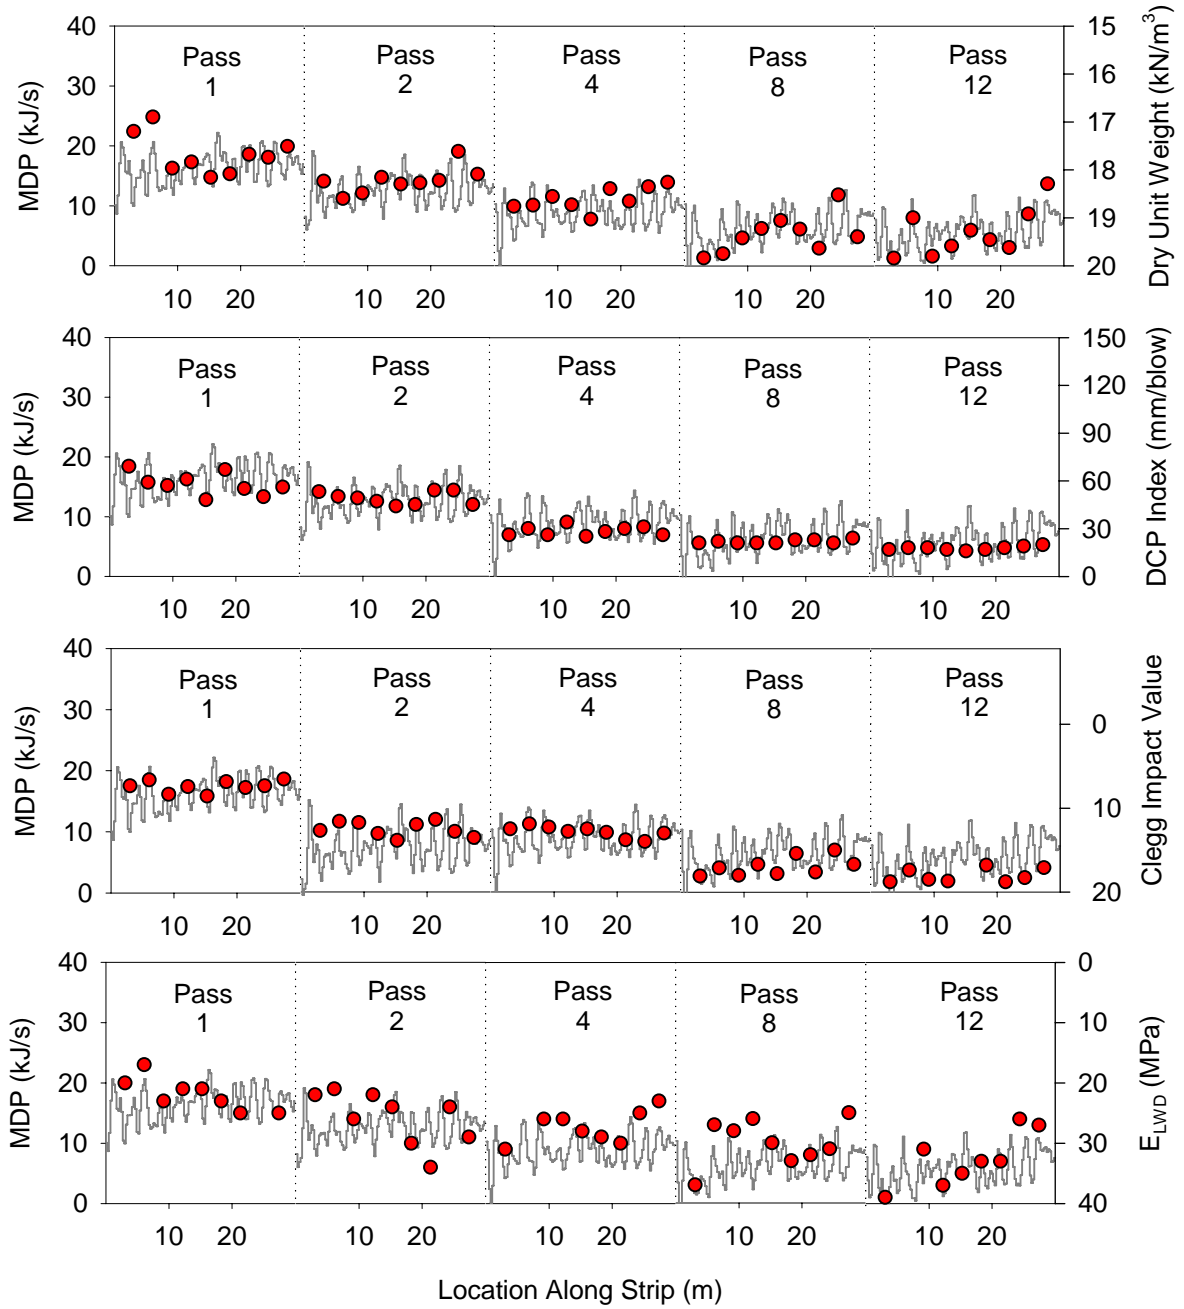 40
30
20
10
0
MDP (kJ/s)
Pass
1
Pass
2
Pass
4
Pass
8
Pass
12
15
16
17
18
19
20
Dry Unit Weight (kN/m³)
10 20 10 20 10 20 10 20 10 20
40
30
20
10
0
MDP (kJ/s)
Pass
1
Pass
2
Pass
4
Pass
8
Pass
12
150
120
90
60
30
0
DCP Index (mm/blow)
10 20 10 20 10 20 10 20 10 20
40
30
20
10
0
MDP (kJ/s)
Pass
1
Pass
2
Pass
4
Pass
8
Pass
12
0
10
20
Clegg Impact Value
10 20 10 20 10 20 10 20 10 20
40
30
20
10
0
MDP (kJ/s)
Pass
1
Pass
2
Pass
4
Pass
8
Pass
12
0
10
20
30
40
E_LWD (MPa)
10 20 10 20 10 20 10 20 10 20
Location Along Strip (m)